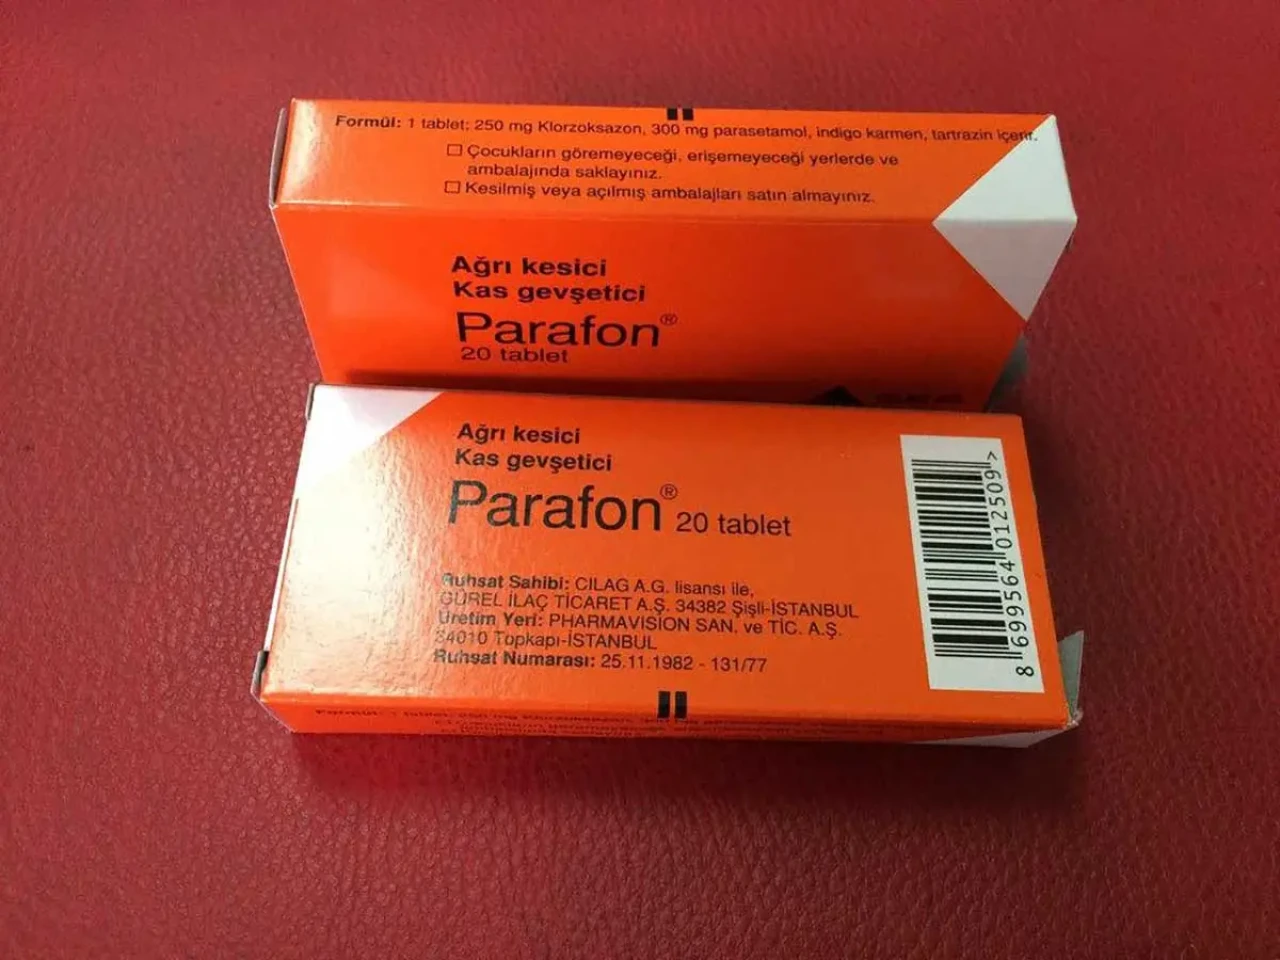 Formül: 1 tablet; 250 mg Klorzoksazon, 300 mg parasetamol, indigo karmen, tartrazin içerir.
□ Çocukların göremeyeceği, erişemeyeceği yerlerde ve
ambalajında saklayınız.
□ Kesilmiş veya açılmış ambalajları satın almayınız.
Ağrı kesici
Kas gevşetici
Parafon®
20 tablet
Ağrı kesici
Kas gevşetici
Parafon® 20 tablet
Ruhsat Sahibi: CILAG A.G. lisansı ile,
GÜREL İLAÇ TİCARET A.Ş. 34382 Şişli-İSTANBUL
Üretim Yeri: PHARMAVİSİON SAN. ve TİC. A.Ş.
34010 Topkapı-İSTANBUL
Ruhsat Numarası: 25.11.1982 - 131/77
8 699564 012509 >